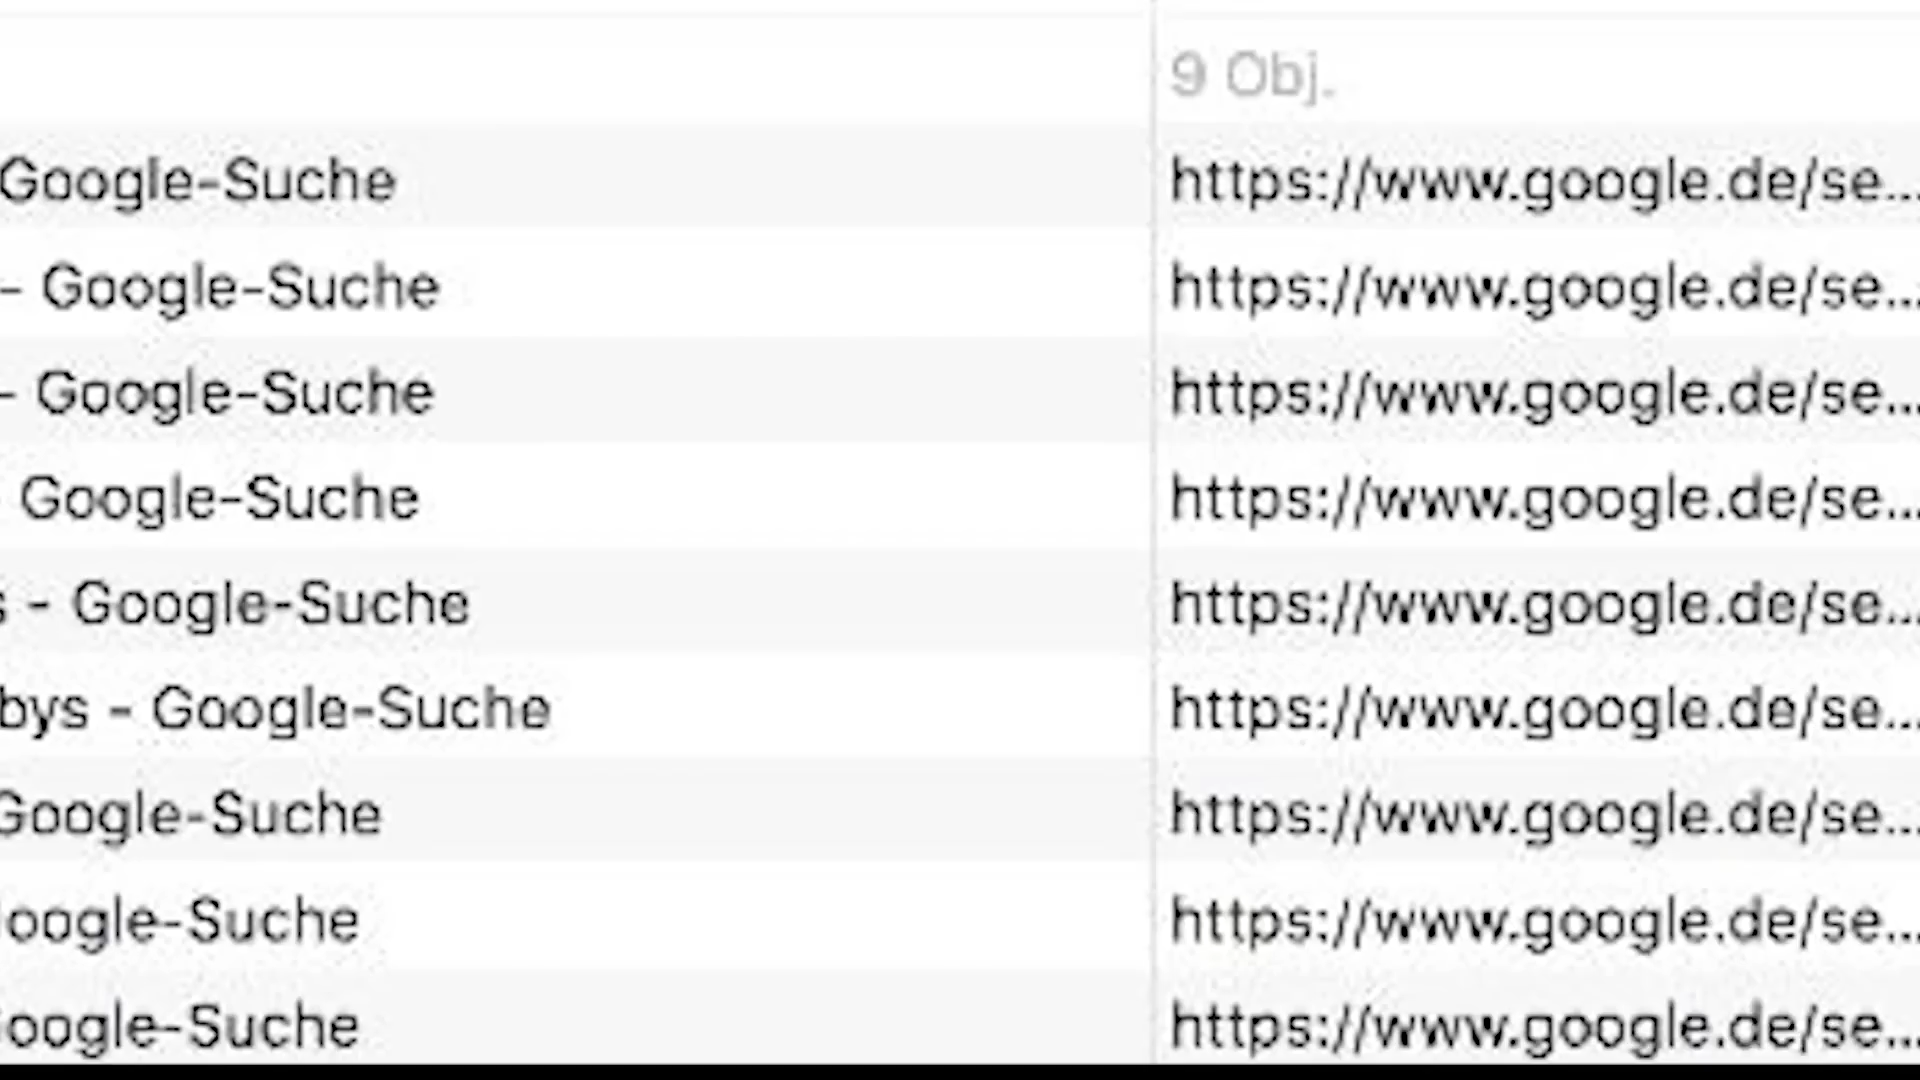 9 Obj.
Google-Suche https://www.google.de/se...
- Google-Suche https://www.google.de/se...
- Google-Suche https://www.google.de/se...
Google-Suche https://www.google.de/se...
s - Google-Suche https://www.google.de/se...
bys - Google-Suche https://www.google.de/se...
Google-Suche https://www.google.de/se...
oogle-Suche https://www.google.de/se...
oogle-Suche https://www.google.de/se...